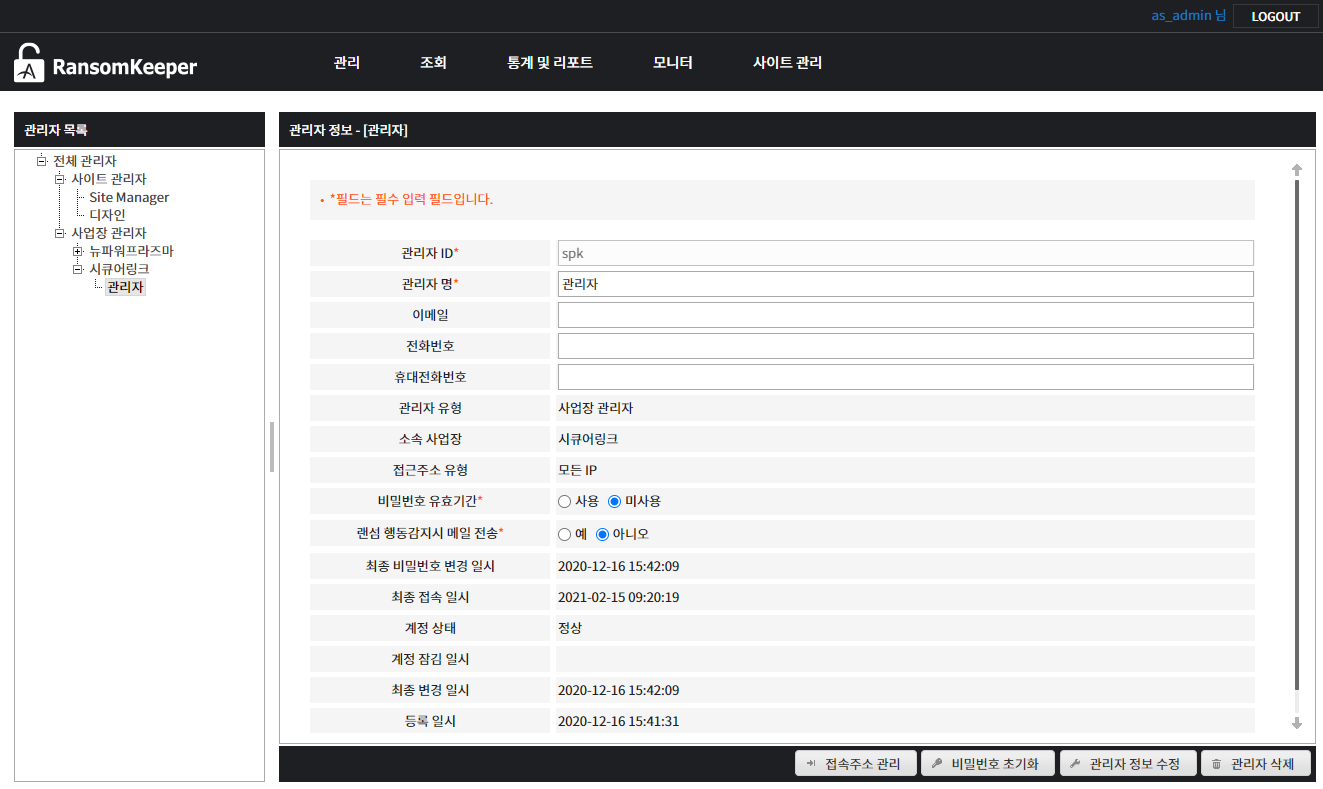 as_admin 님 LOGOUT
RansomKeeper 관리 조회 통계 및 리포트 모니터 사이트 관리
관리자 목록
전체 관리자
사이트 관리자
Site Manager
디자인
사업장 관리자
뉴파워프라즈마
시큐어링크
관리자
관리자 정보 - [관리자]
• *필드는 필수 입력 필드입니다.
관리자 ID* spk
관리자 명* 관리자
이메일
전화번호
휴대전화번호
관리자 유형 사업장 관리자
소속 사업장 시큐어링크
접근주소 유형 모든 IP
비밀번호 유효기간* 사용 미사용
랜섬 행동감지시 메일 전송* 예 아니오
최종 비밀번호 변경 일시 2020-12-16 15:42:09
최종 접속 일시 2021-02-15 09:20:19
계정 상태 정상
계정 잠김 일시
최종 변경 일시 2020-12-16 15:42:09
등록 일시 2020-12-16 15:41:31
접속주소 관리 비밀번호 초기화 관리자 정보 수정 관리자 삭제